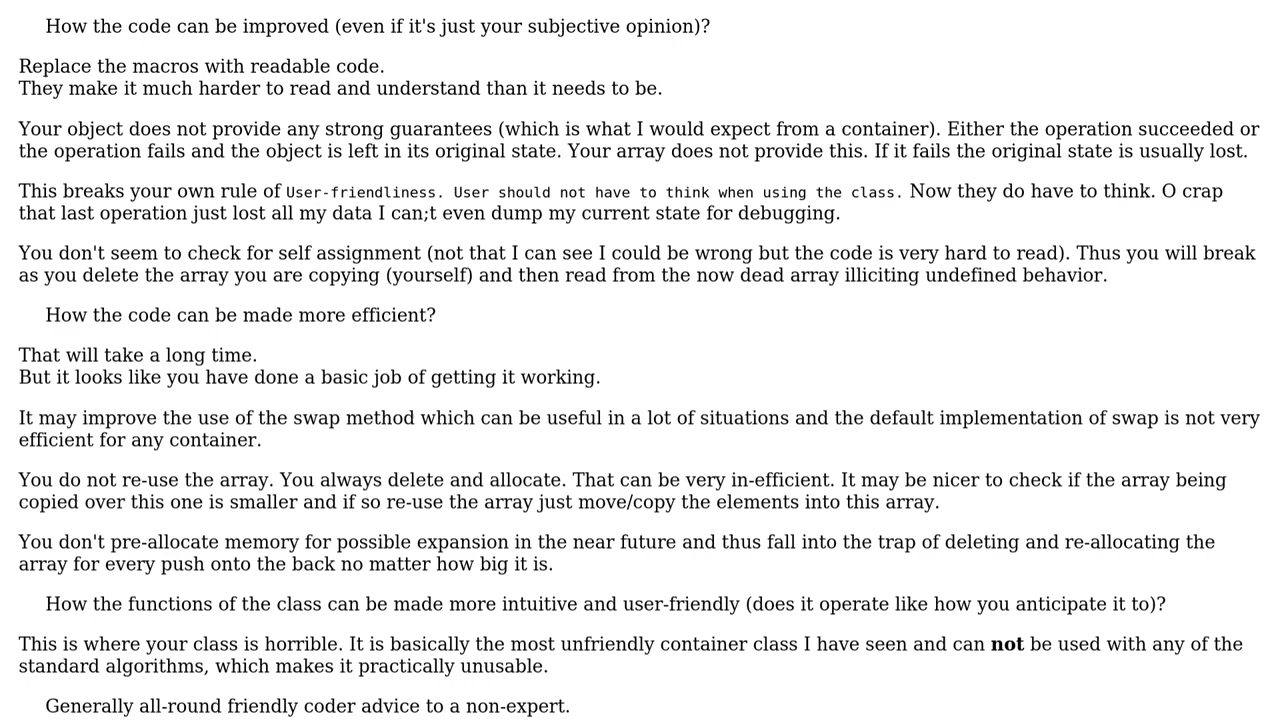 How the code can be improved (even if it's just your subjective opinion)?
Replace the macros with readable code.
They make it much harder to read and understand than it needs to be.
Your object does not provide any strong guarantees (which is what I would expect from a container). Either the operation succeeded or
the operation fails and the object is left in its original state. Your array does not provide this. If it fails the original state is usually lost.
This breaks your own rule of User-friendliness. User should not have to think when using the class. Now they do have to think. O crap
that last operation just lost all my data I can;t even dump my current state for debugging.
You don't seem to check for self assignment (not that I can see I could be wrong but the code is very hard to read). Thus you will break
as you delete the array you are copying (yourself) and then read from the now dead array illiciting undefined behavior.
How the code can be made more efficient?
That will take a long time.
But it looks like you have done a basic job of getting it working.
It may improve the use of the swap method which can be useful in a lot of situations and the default implementation of swap is not very
efficient for any container.
You do not re-use the array. You always delete and allocate. That can be very in-efficient. It may be nicer to check if the array being
copied over this one is smaller and if so re-use the array just move/copy the elements into this array.
You don't pre-allocate memory for possible expansion in the near future and thus fall into the trap of deleting and re-allocating the
array for every push onto the back no matter how big it is.
How the functions of the class can be made more intuitive and user-friendly (does it operate like how you anticipate it to)?
This is where your class is horrible. It is basically the most unfriendly container class I have seen and can not be used with any of the
standard algorithms, which makes it practically unusable.
Generally all-round friendly coder advice to a non-expert.